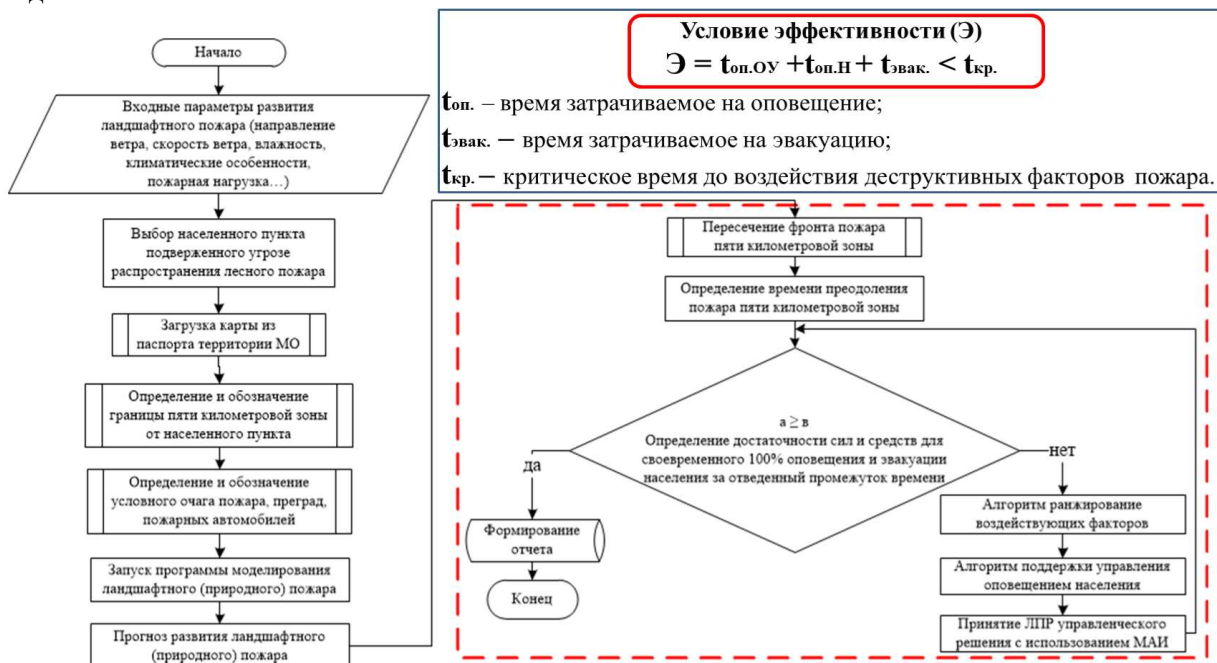 Условие эффективности (Э)
Э = tоп.ОУ +tоп.Н + tэвак. < tкр.
tоп. – время затрачиваемое на оповещение;
tэвак. – время затрачиваемое на эвакуацию;
tкр. – критическое время до воздействия деструктивных факторов пожара.
Начало
Входные параметры развития
ландшафтного пожара (направление
ветра, скорость ветра, влажность,
климатические особенности,
пожарная нагрузка...)
Выбор населенного пункта
подверженного угрозе
распространения лесного пожара
Загрузка карты из
паспорта территории МО
Определение и обозначение
границы пяти километровой зоны
от населенного пункта
Определение и обозначение
условного очага пожара, преград,
пожарных автомобилей
Запуск программы моделирования
ландшафтного (природного) пожара
Прогноз развития ландшафтного
(природного) пожара
Пересечение фронта пожара
пяти километровой зоны
Определение времени преодоления
пожара пяти километровой зоны
а ≥ в
Определение достаточности сил и средств для
своевременного 100% оповещения и эвакуации
населения за отведенный промежуток времени
да
нет
Формирование
отчета
Конец
Алгоритм ранжирование
воздействующих факторов
Алгоритм поддержки управления
оповещением населения
Принятие ЛПР управленческого
решения с использованием МАИ